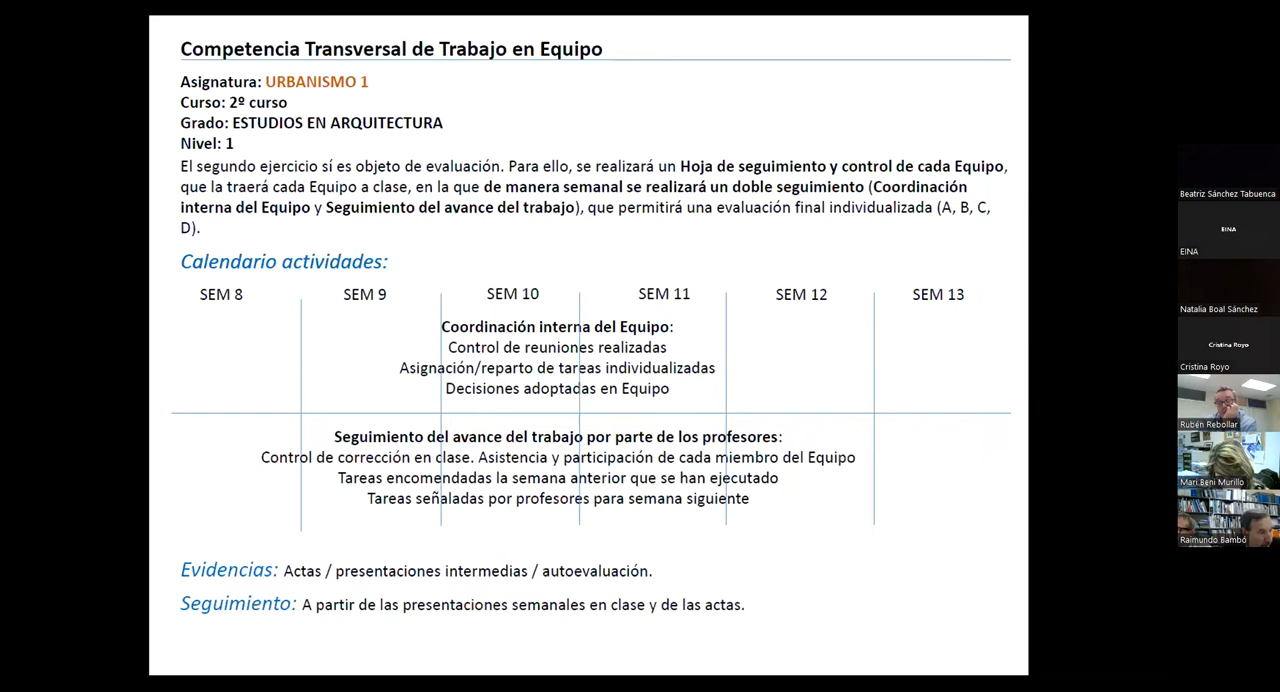 Competencia Transversal de Trabajo en Equipo
Asignatura: URBANISMO 1
Curso: 2º curso
Grado: ESTUDIOS EN ARQUITECTURA
Nivel: 1
El segundo ejercicio sí es objeto de evaluación. Para ello, se realizará un Hoja de seguimiento y control de cada Equipo,
que la traerá cada Equipo a clase, en la que de manera semanal se realizará un doble seguimiento (Coordinación
interna del Equipo y Seguimiento del avance del trabajo), que permitirá una evaluación final individualizada (A, B, C,
D).
Calendario actividades:
SEM 8 SEM 9 SEM 10 SEM 11 SEM 12 SEM 13
Coordinación interna del Equipo:
Control de reuniones realizadas
Asignación/reparto de tareas individualizadas
Decisiones adoptadas en Equipo
Seguimiento del avance del trabajo por parte de los profesores:
Control de corrección en clase. Asistencia y participación de cada miembro del Equipo
Tareas encomendadas la semana anterior que se han ejecutado
Tareas señaladas por profesores para semana siguiente
Evidencias: Actas / presentaciones intermedias / autoevaluación.
Seguimiento: A partir de las presentaciones semanales en clase y de las actas.
Beatriz Sánchez Tabuenca
EINA
EINA
Natalia Boal Sánchez
Cristina Royo
Cristina Royo
Rubén Rebollar
Mari.Beni Murillo
Raimundo Bambó